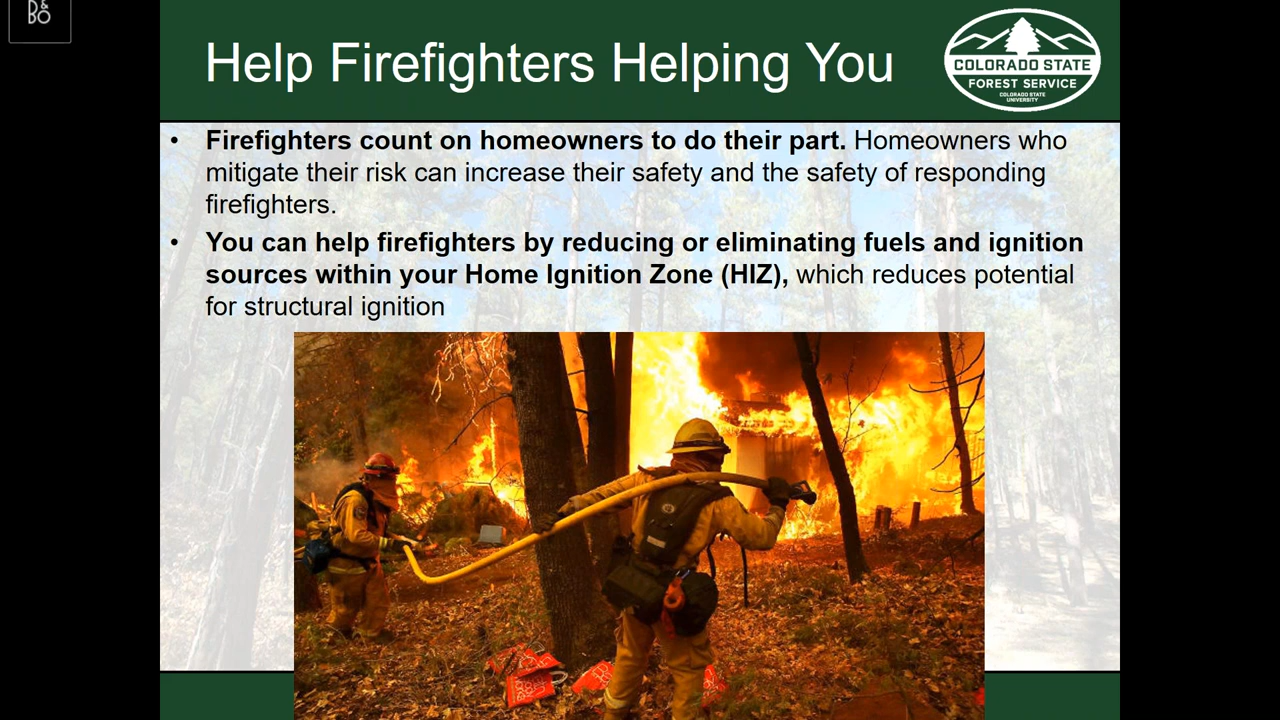 D&
BO
Help Firefighters Helping You
COLORADO STATE
FOREST SERVICE
COLORADO STATE
UNIVERSITY
• Firefighters count on homeowners to do their part. Homeowners who
mitigate their risk can increase their safety and the safety of responding
firefighters.
• You can help firefighters by reducing or eliminating fuels and ignition
sources within your Home Ignition Zone (HIZ), which reduces potential
for structural ignition